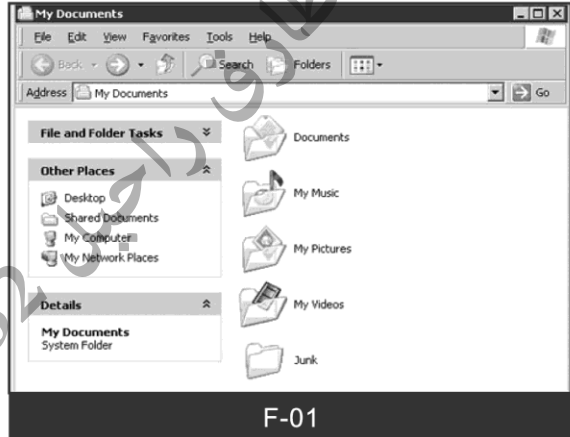 My Documents
File Edit View Favorites Tools Help
Back Search Folders
Address My Documents Go
File and Folder Tasks
Other Places
Desktop
Shared Documents
My Computer
My Network Places
Details
My Documents
System Folder
Documents
My Music
My Pictures
My Videos
Junk
طارق راجيل
F-01